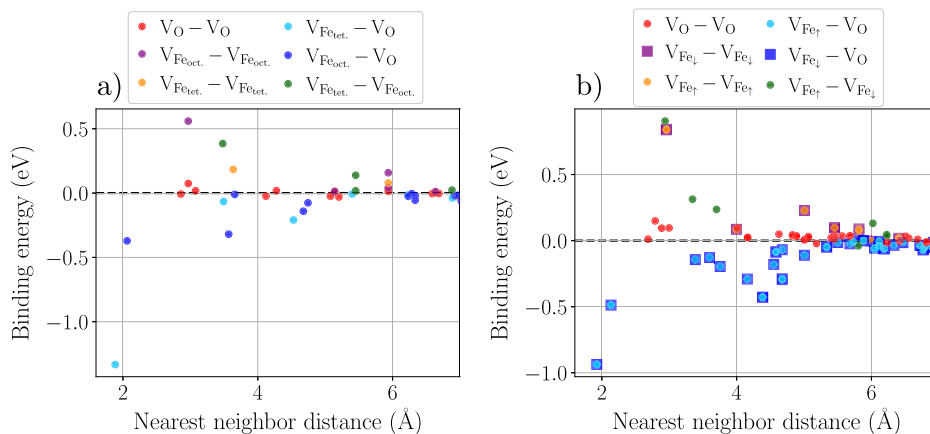 V_O − V_O
V_Fe_tet. − V_O
V_Fe_oct. − V_Fe_oct.
V_Fe_oct. − V_O
V_Fe_tet. − V_Fe_tet.
V_Fe_tet. − V_Fe_oct.
a)
Binding energy (eV)
0.5
0.0
−0.5
−1.0
2
4
6
Nearest neighbor distance (Å)
V_O − V_O
V_Fe↑ − V_O
V_Fe↓ − V_Fe↓
V_Fe↓ − V_O
V_Fe↑ − V_Fe↑
V_Fe↑ − V_Fe↓
b)
Binding energy (eV)
0.5
0.0
−0.5
−1.0
2
4
6
Nearest neighbor distance (Å)